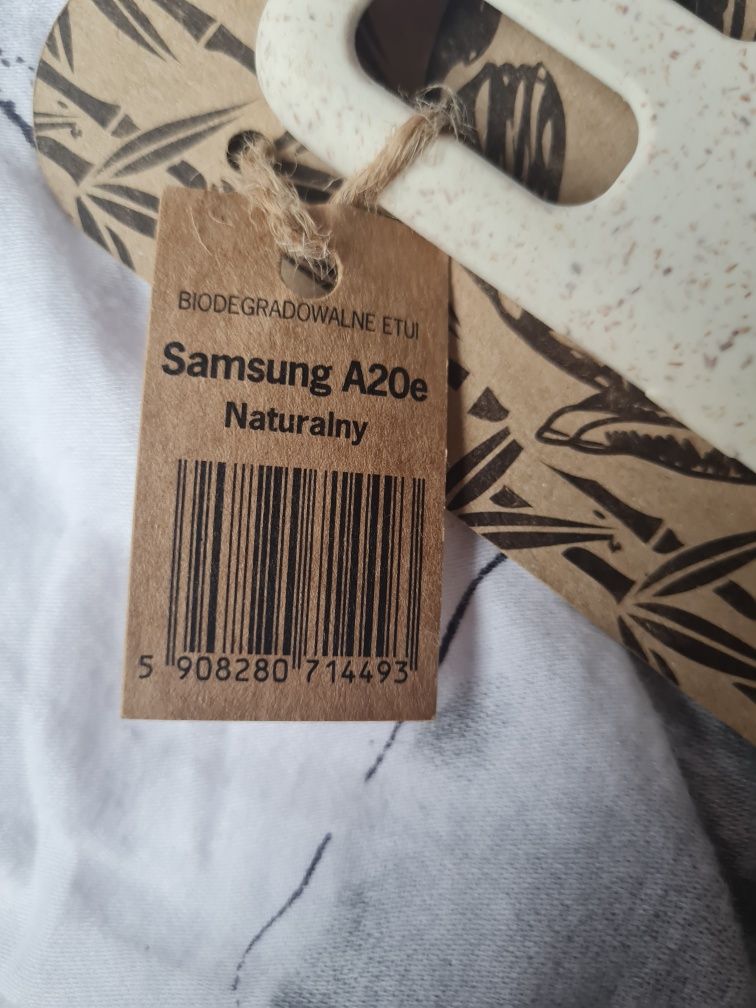 BIODEGRADOWALNE ETUI
Samsung A20e
Naturalny
5 908280 714493